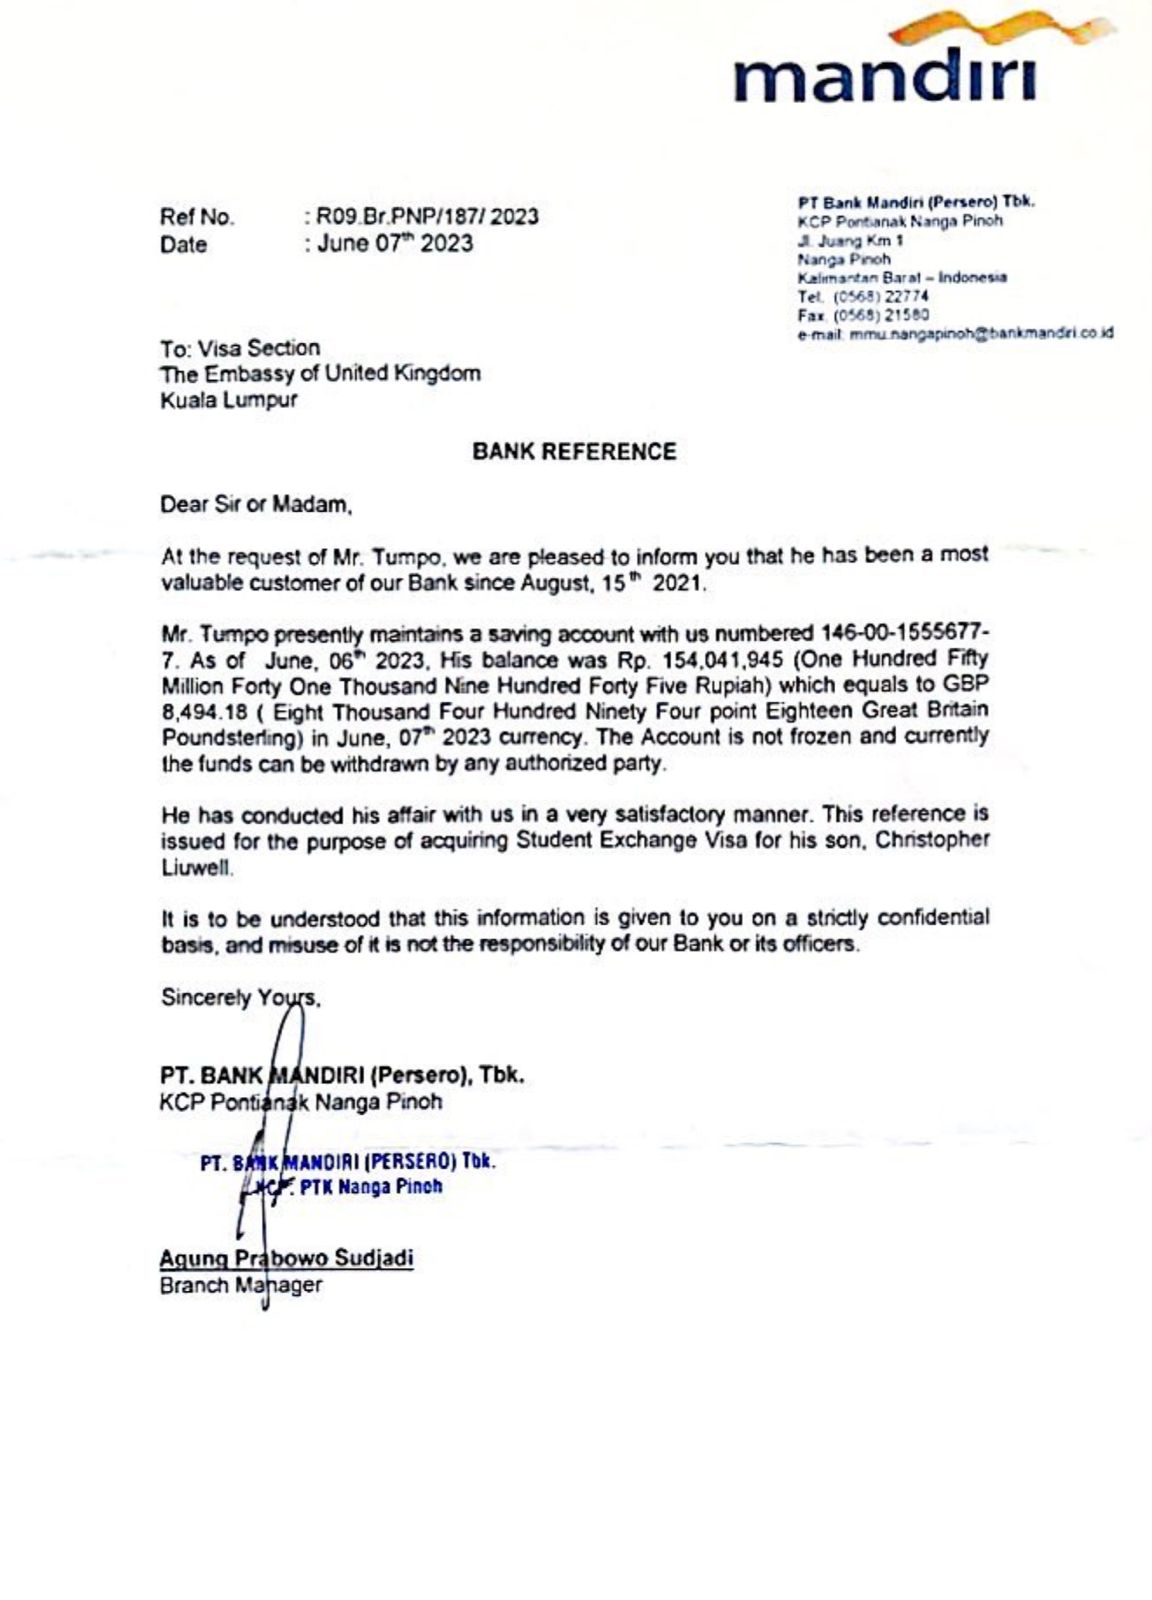 mandiri
PT Bank Mandiri (Persero) Tbk.
KCP Pontianak Nanga Pinoh
Jl. Juang Km 1
Nanga Pinoh
Kalimantan Barat – Indonesia
Tel. (0568) 22774
Fax. (0568) 21580
e-mail: mmu.nangapinoh@bankmandiri.co.id
Ref No. : R09.Br.PNP/187/ 2023
Date : June 07th 2023
To: Visa Section
The Embassy of United Kingdom
Kuala Lumpur
BANK REFERENCE
Dear Sir or Madam,
At the request of Mr. Tumpo, we are pleased to inform you that he has been a most
valuable customer of our Bank since August, 15th 2021.
Mr. Tumpo presently maintains a saving account with us numbered 146-00-1555677-
7. As of June, 06th 2023, His balance was Rp. 154,041,945 (One Hundred Fifty
Million Forty One Thousand Nine Hundred Forty Five Rupiah) which equals to GBP
8,494.18 ( Eight Thousand Four Hundred Ninety Four point Eighteen Great Britain
Poundsterling) in June, 07th 2023 currency. The Account is not frozen and currently
the funds can be withdrawn by any authorized party.
He has conducted his affair with us in a very satisfactory manner. This reference is
issued for the purpose of acquiring Student Exchange Visa for his son, Christopher
Liuwell.
It is to be understood that this information is given to you on a strictly confidential
basis, and misuse of it is not the responsibility of our Bank or its officers.
Sincerely Yours,
PT. BANK MANDIRI (Persero), Tbk.
KCP Pontianak Nanga Pinoh
PT. BANK MANDIRI (PERSERO) Tbk.
KCP. PTK Nanga Pinoh
Agung Prabowo Sudjadi
Branch Manager